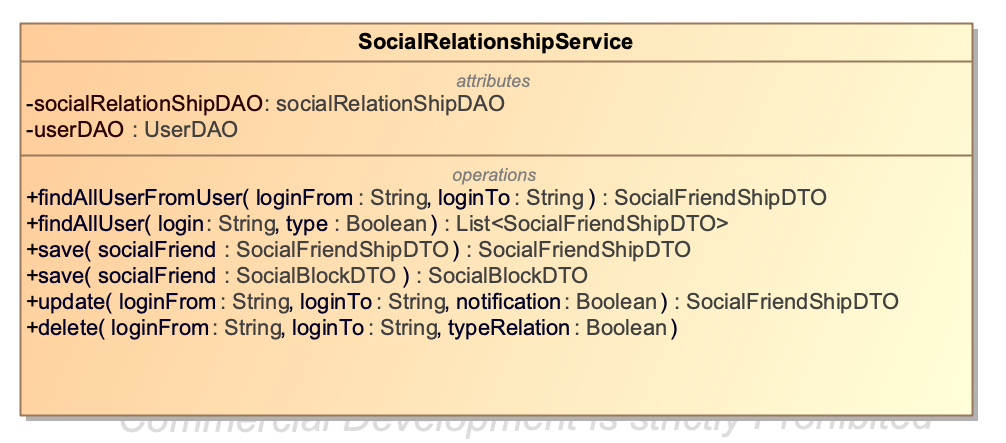 SocialRelationshipService
attributes
-socialRelationShipDAO: socialRelationShipDAO
-userDAO : UserDAO
operations
+findAllUserFromUser( loginFrom : String, loginTo : String ) : SocialFriendShipDTO
+findAllUser( login : String, type : Boolean ) : List<SocialFriendShipDTO>
+save( socialFriend : SocialFriendShipDTO ) : SocialFriendShipDTO
+save( socialFriend : SocialBlockDTO ) : SocialBlockDTO
+update( loginFrom : String, loginTo : String, notification : Boolean ) : SocialFriendShipDTO
+delete( loginFrom : String, loginTo : String, typeRelation : Boolean )
Commercial Development is strictly Prohibited